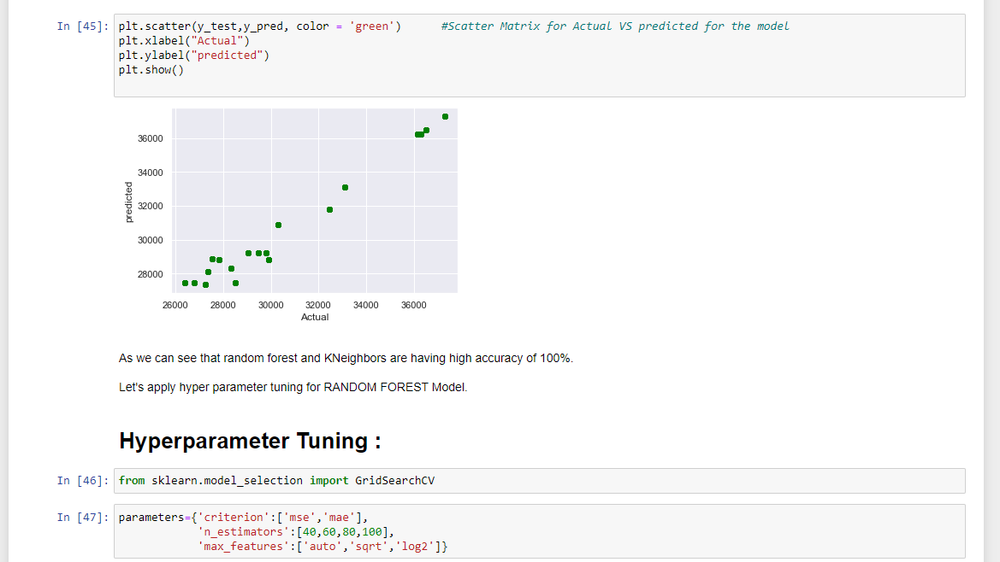 In [45]: plt.scatter(y_test,y_pred, color = 'green')      #Scatter Matrix for Actual VS predicted for the model
plt.xlabel("Actual")
plt.ylabel("predicted")
plt.show()
36000
34000
32000
30000
28000
predicted
26000 28000 30000 32000 34000 36000
Actual
As we can see that random forest and KNeighbors are having high accuracy of 100%.
Let's apply hyper parameter tuning for RANDOM FOREST Model.
Hyperparameter Tuning :
In [46]: from sklearn.model_selection import GridSearchCV
In [47]: parameters={'criterion':['mse','mae'],
            'n_estimators':[40,60,80,100],
            'max_features':['auto','sqrt','log2']}